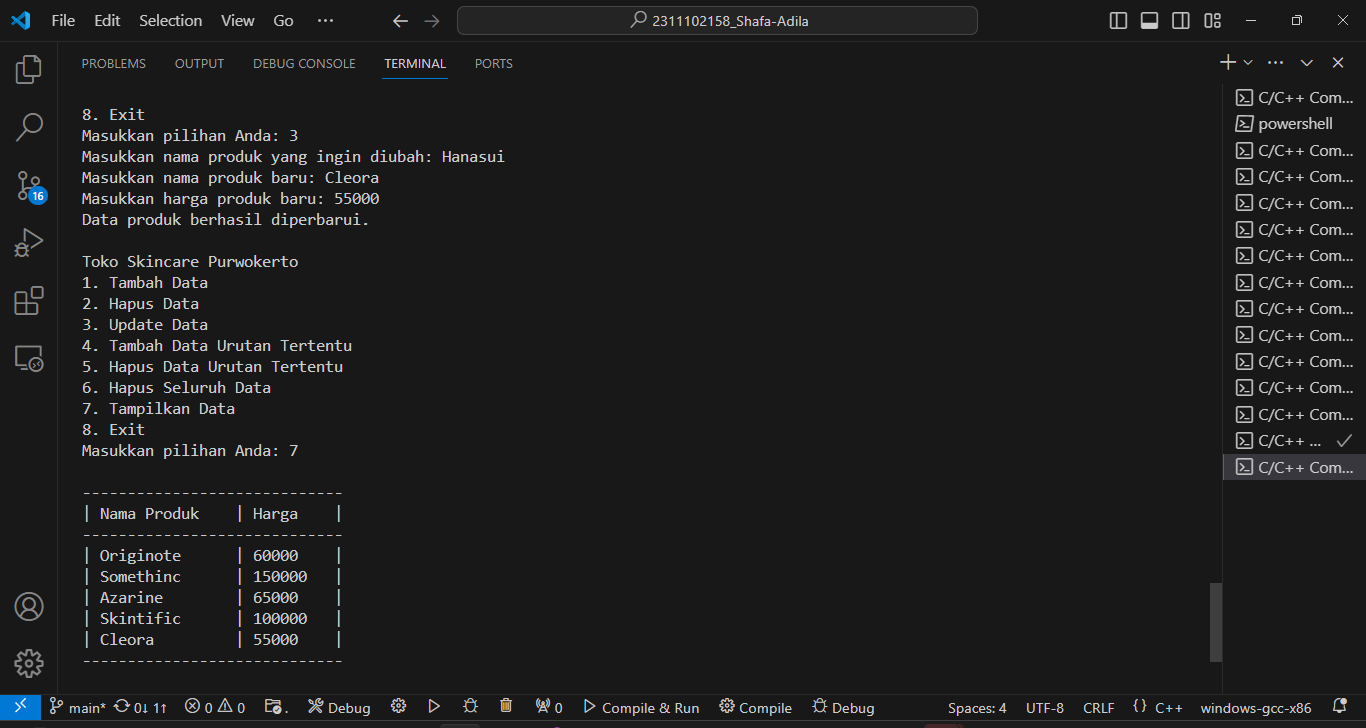 File Edit Selection View Go ··· 2311102158_Shafa-Adila
PROBLEMS OUTPUT DEBUG CONSOLE TERMINAL PORTS
8. Exit
Masukkan pilihan Anda: 3
Masukkan nama produk yang ingin diubah: Hanasui
Masukkan nama produk baru: Cleora
Masukkan harga produk baru: 55000
Data produk berhasil diperbarui.
Toko Skincare Purwokerto
1. Tambah Data
2. Hapus Data
3. Update Data
4. Tambah Data Urutan Tertentu
5. Hapus Data Urutan Tertentu
6. Hapus Seluruh Data
7. Tampilkan Data
8. Exit
Masukkan pilihan Anda: 7
-----------------------------
| Nama Produk    | Harga    |
-----------------------------
| Originote      | 60000    |
| Somethinc      | 150000   |
| Azarine        | 65000    |
| Skintific      | 100000   |
| Cleora         | 55000    |
-----------------------------
C/C++ Com...
powershell
C/C++ Com...
C/C++ Com...
C/C++ Com...
C/C++ Com...
C/C++ Com...
C/C++ Com...
C/C++ Com...
C/C++ Com...
C/C++ Com...
C/C++ Com...
C/C++ Com...
C/C++ ...
C/C++ Com...
16
main* 0↓ 1↑ 0 0 Debug 0 Compile & Run Compile Debug Spaces: 4 UTF-8 CRLF {} C++ windows-gcc-x86